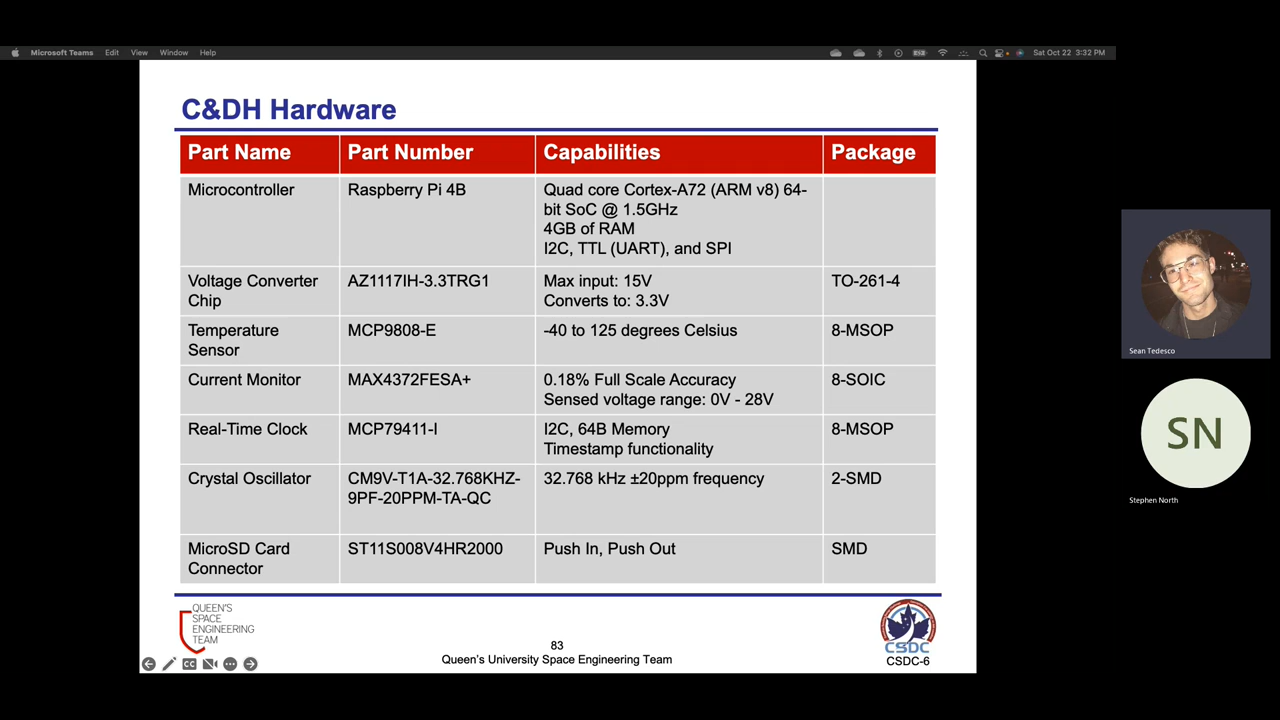 Microsoft Teams Edit View Window Help Sat Oct 22 3:32 PM
C&DH Hardware
Part Name Part Number Capabilities Package
Microcontroller Raspberry Pi 4B Quad core Cortex-A72 (ARM v8) 64-
bit SoC @ 1.5GHz
4GB of RAM
I2C, TTL (UART), and SPI
Voltage Converter AZ1117IH-3.3TRG1 Max input: 15V TO-261-4
Chip Converts to: 3.3V
Temperature MCP9808-E -40 to 125 degrees Celsius 8-MSOP
Sensor
Current Monitor MAX4372FESA+ 0.18% Full Scale Accuracy 8-SOIC
Sensed voltage range: 0V - 28V
Real-Time Clock MCP79411-I I2C, 64B Memory 8-MSOP
Timestamp functionality
Crystal Oscillator CM9V-T1A-32.768KHZ- 32.768 kHz ±20ppm frequency 2-SMD
9PF-20PPM-TA-QC
MicroSD Card ST11S008V4HR2000 Push In, Push Out SMD
Connector
QUEEN'S
SPACE
ENGINEERING
TEAM
83
Queen's University Space Engineering Team
CSDC
CSDC-6
CC
Sean Tedesco
SN
Stephen North